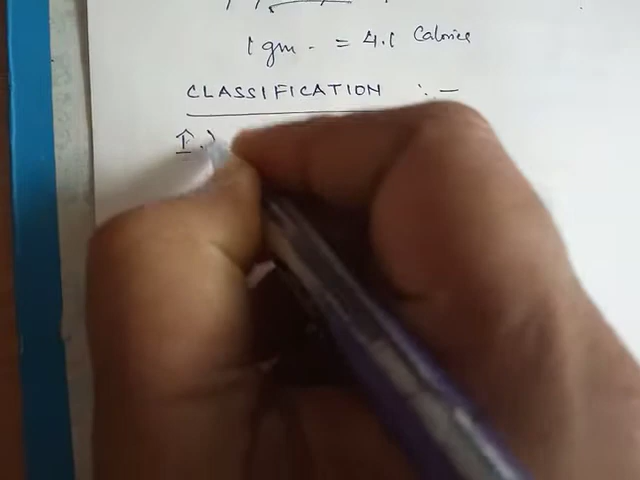 1 gm. = 4.1 Calories
CLASSIFICATION :-
I.)